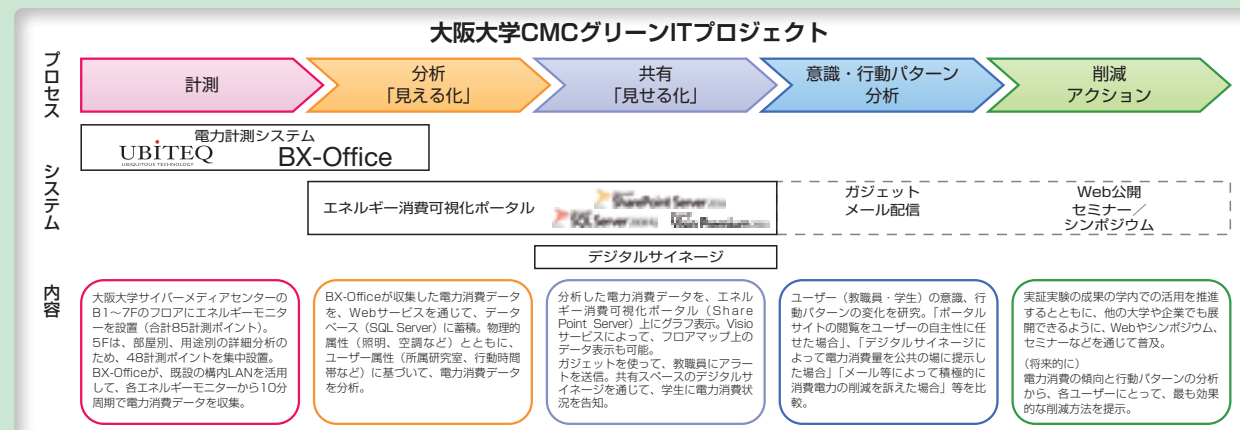 大阪大学CMCグリーンITプロジェクト
プロセス
計測
分析
「見える化」
共有
「見せる化」
意識・行動パターン
分析
削減
アクション
システム
電力計測システム
UBiTEQ
UBIQUITOUS TECHNOLOGY
BX-Office
エネルギー消費可視化ポータル
SharePoint Server
SQL Server
Visio Premium
ガジェット
メール配信
Web公開
セミナー／
シンポジウム
デジタルサイネージ
内容
大阪大学サイバーメディアセンターの
B1～7Fのフロアにエネルギーモニタ
ーを設置（合計85計測ポイント）。
5Fは、部屋別、用途別の詳細分析の
ため、48計測ポイントを集中設置。
BX-Officeが、既設の構内LANを活用
して、各エネルギーモニターから10分
周期で電力消費データを収集。
BX-Officeが収集した電力消費データ
を、Webサービスを通じて、データ
ベース（SQL Server）に蓄積。物理的
属性（照明、空調など）とともに、
ユーザー属性（所属研究室、行動時間
帯など）に基づいて、電力消費データ
を分析。
分析した電力消費データを、エネル
ギー消費可視化ポータル（Share
Point Server）上にグラフ表示。Visio
サービスによって、フロアマップ上の
データ表示も可能。
ガジェットを使って、教職員にアラー
トを送信。共有スペースのデジタルサ
イネージを通じて、学生に電力消費状
況を告知。
ユーザー（教職員・学生）の意識、行
動パターンの変化を研究。「ポータル
サイトの閲覧をユーザーの自主性に任
せた場合」、「デジタルサイネージに
よって電力消費量を公共の場に提示し
た場合」「メール等によって積極的に
消費電力の削減を訴えた場合」等を比
較。
実証実験の成果の学内での活用を推進
するとともに、他の大学や企業でも展
開できるように、Webやシンポジウム、
セミナーなどを通じて普及。
（将来的に）
電力消費の傾向と行動パターンの分析
から、各ユーザーにとって、最も効果
的な削減方法を提示。